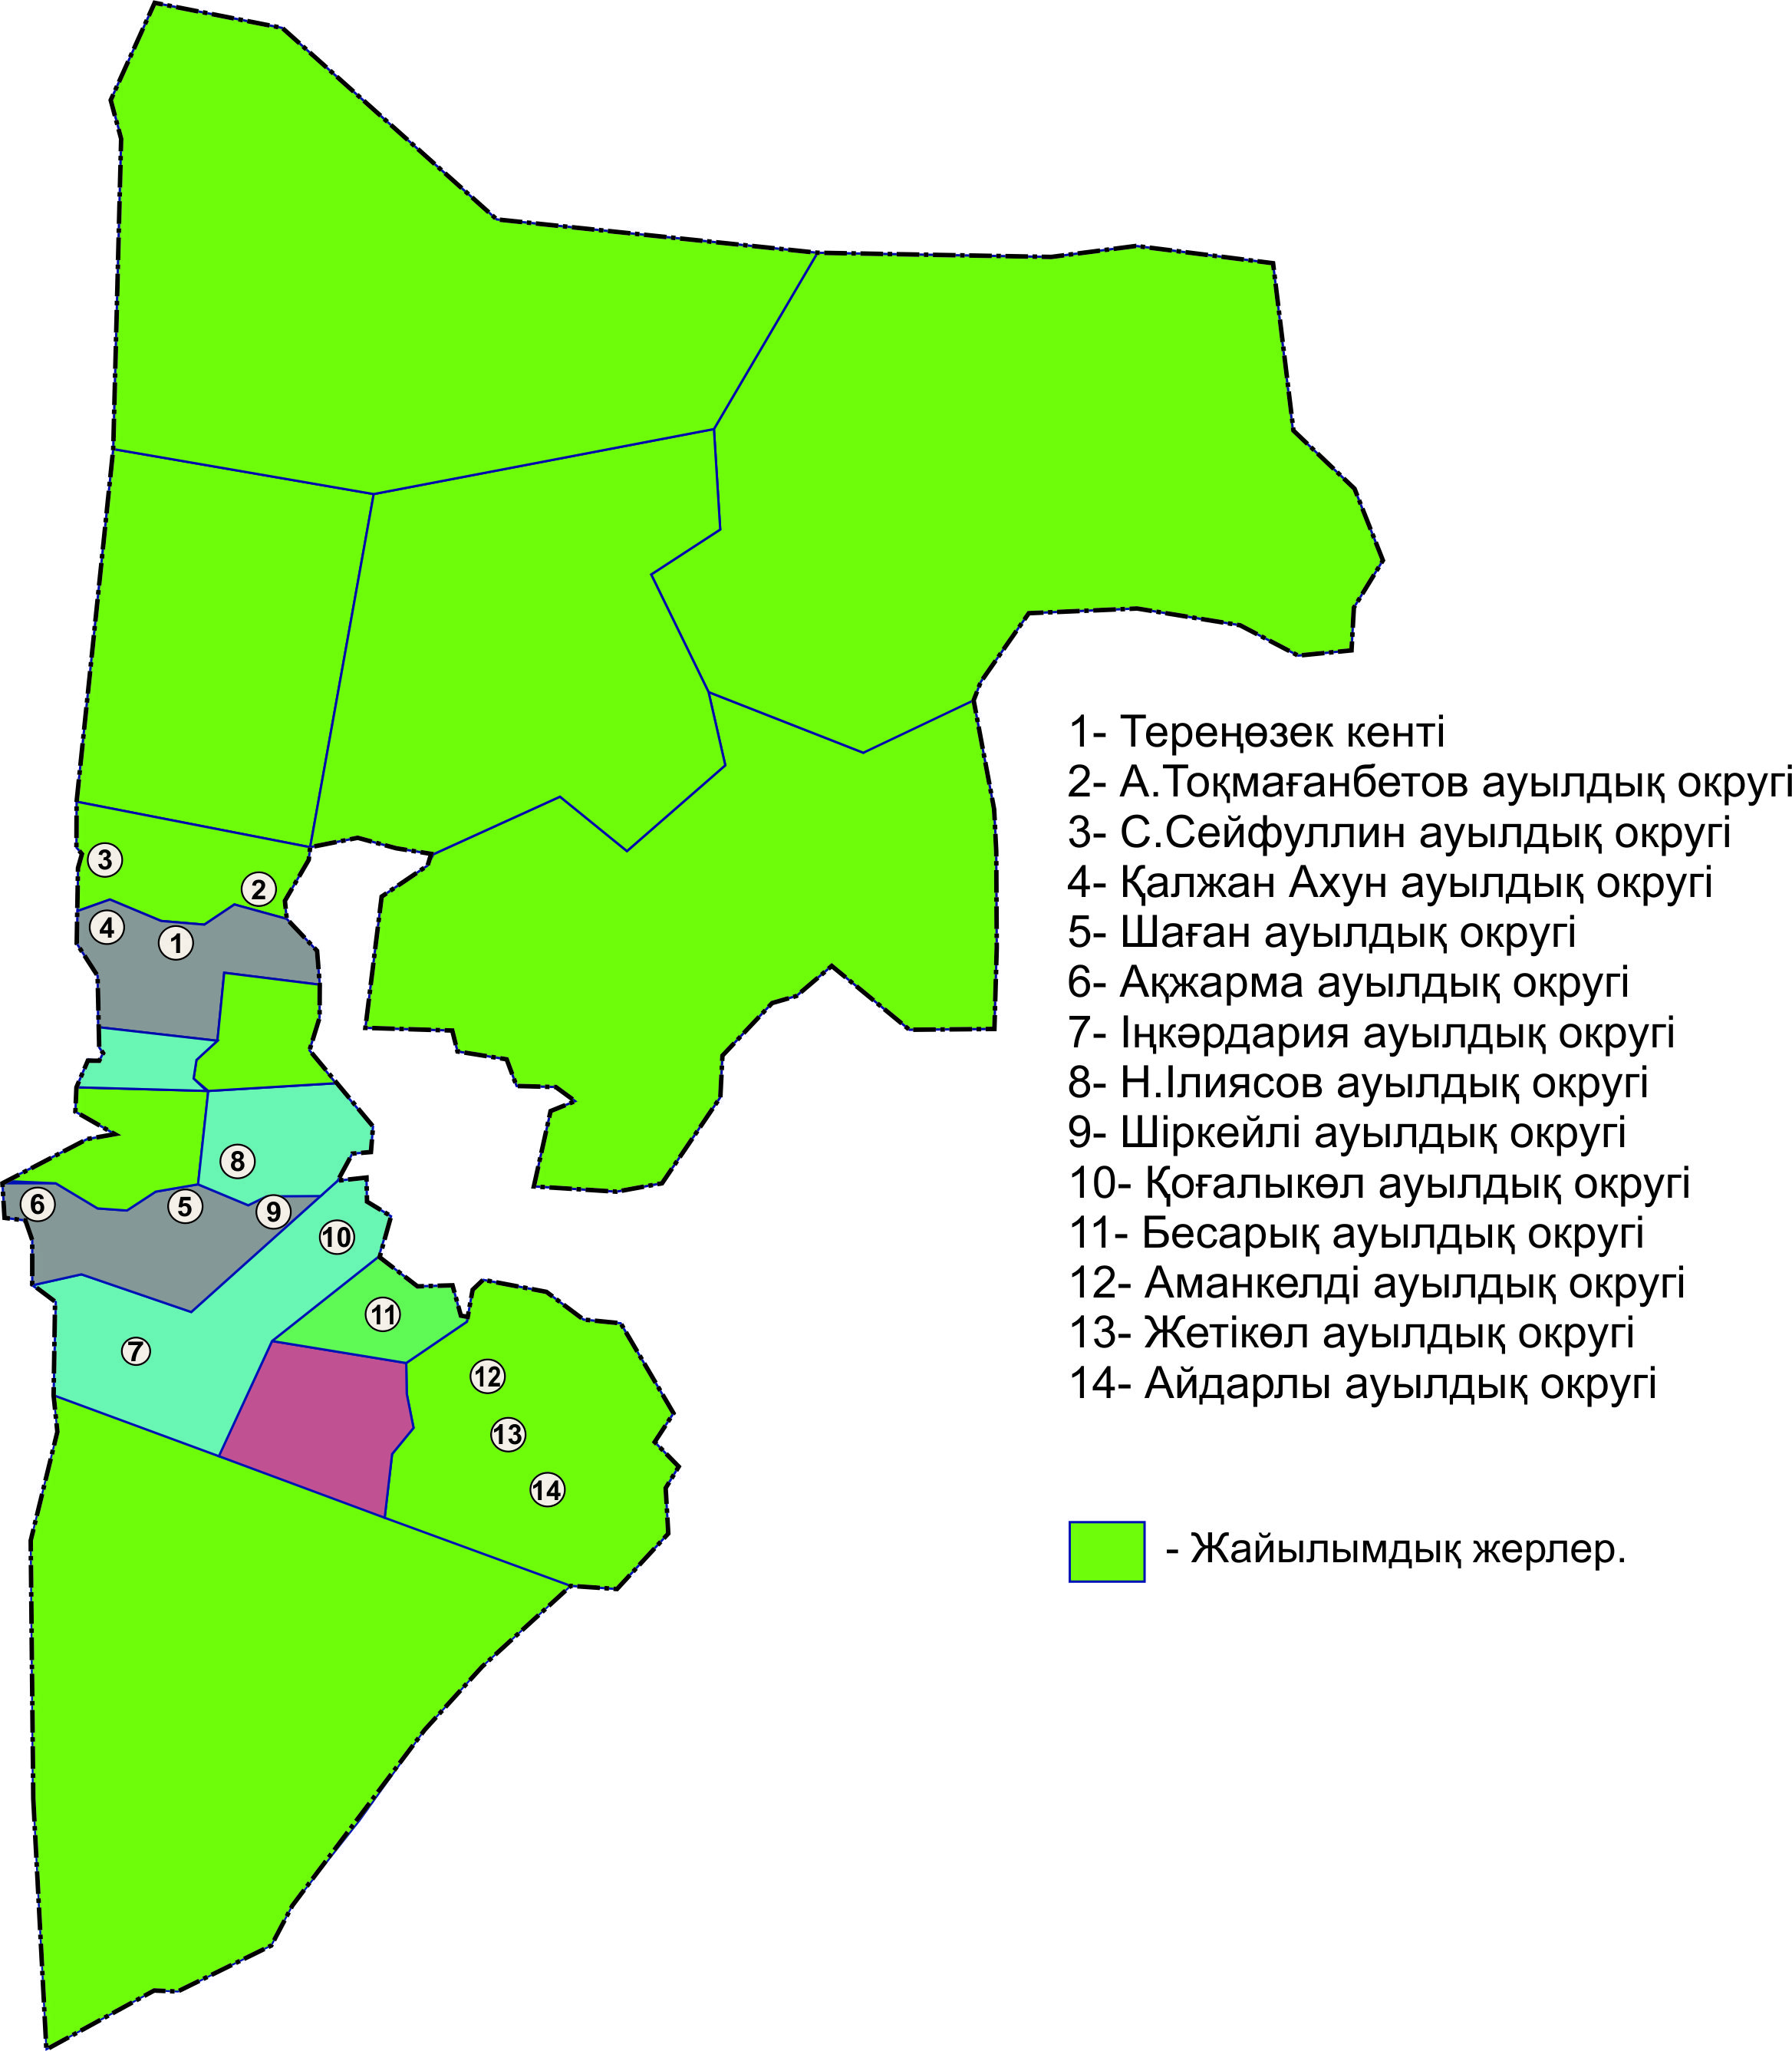 3
2
4
1
8
6
5
9
10
11
7
12
13
14
1- Тереңөзек кенті
2- А.Тоқмағанбетов ауылдық округі
3- С.Сейфуллин ауылдық округі
4- Қалжан Ахун ауылдық округі
5- Шаған ауылдық округі
6- Ақжарма ауылдық округі
7- Іңкәрдария ауылдық округі
8- Н.Ілиясов ауылдық округі
9- Шіркейлі ауылдық округі
10- Қоғалыкөл ауылдық округі
11- Бесарық ауылдық округі
12- Аманкелді ауылдық округі
13- Жетікөл ауылдық округі
14- Айдарлы ауылдық округі
- Жайылымдық жерлер.